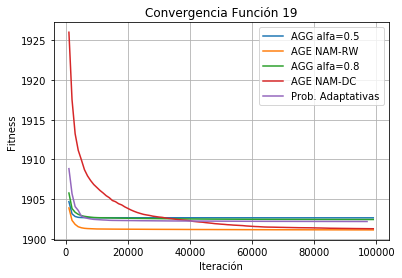 Convergencia Función 19
Fitness
1925
1920
1915
1910
1905
1900
AGG alfa=0.5
AGE NAM-RW
AGG alfa=0.8
AGE NAM-DC
Prob. Adaptativas
0 20000 40000 60000 80000 100000
Iteración